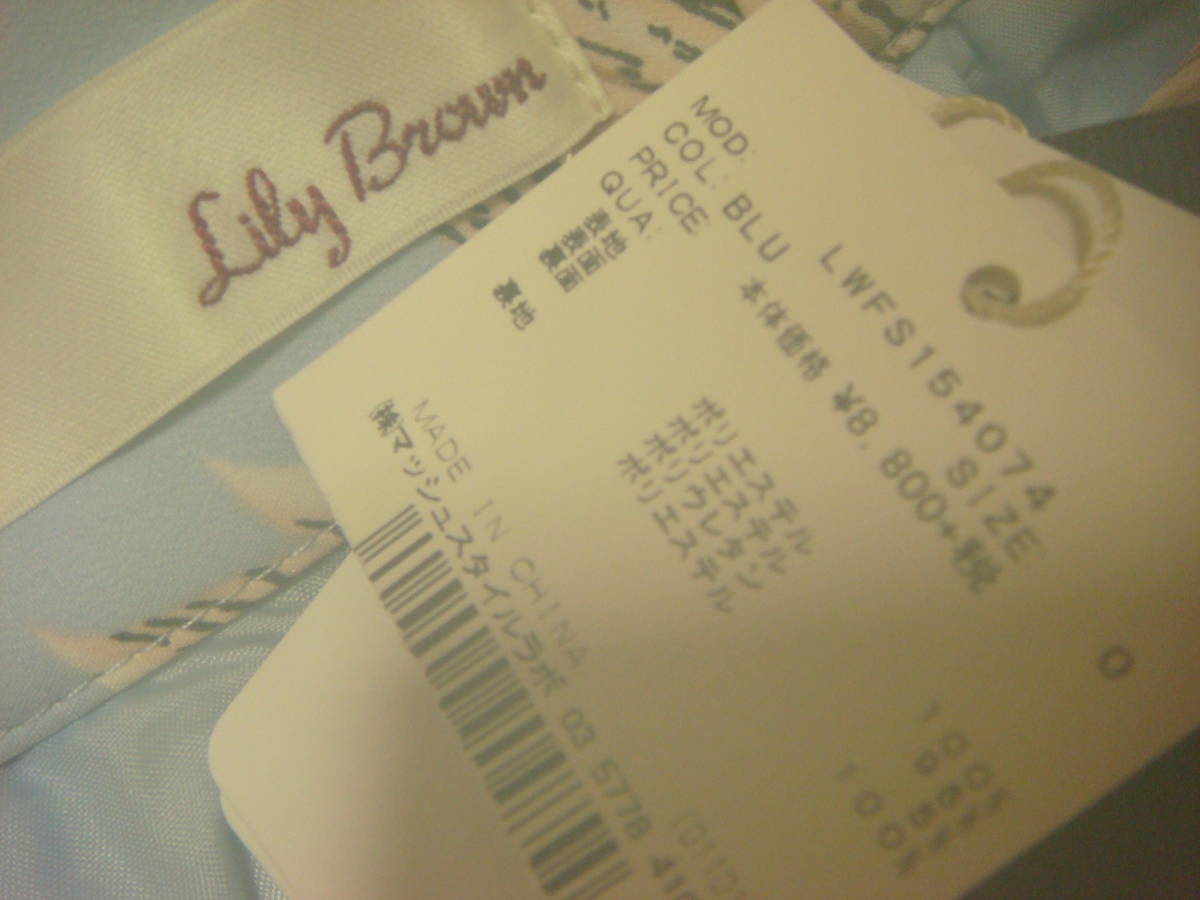 Lily Brown
MOD: LWFS154074
COL: BLU SIZE 0
PRICE 本体価格 ¥8,800+税
QUA:
表地 ポリエステル 100%
表面 ポリエステル 95%
裏面 ポリウレタン
裏地 ポリエステル 100%
MADE IN CHINA
㈱マッシュスタイルラボ 03 5778